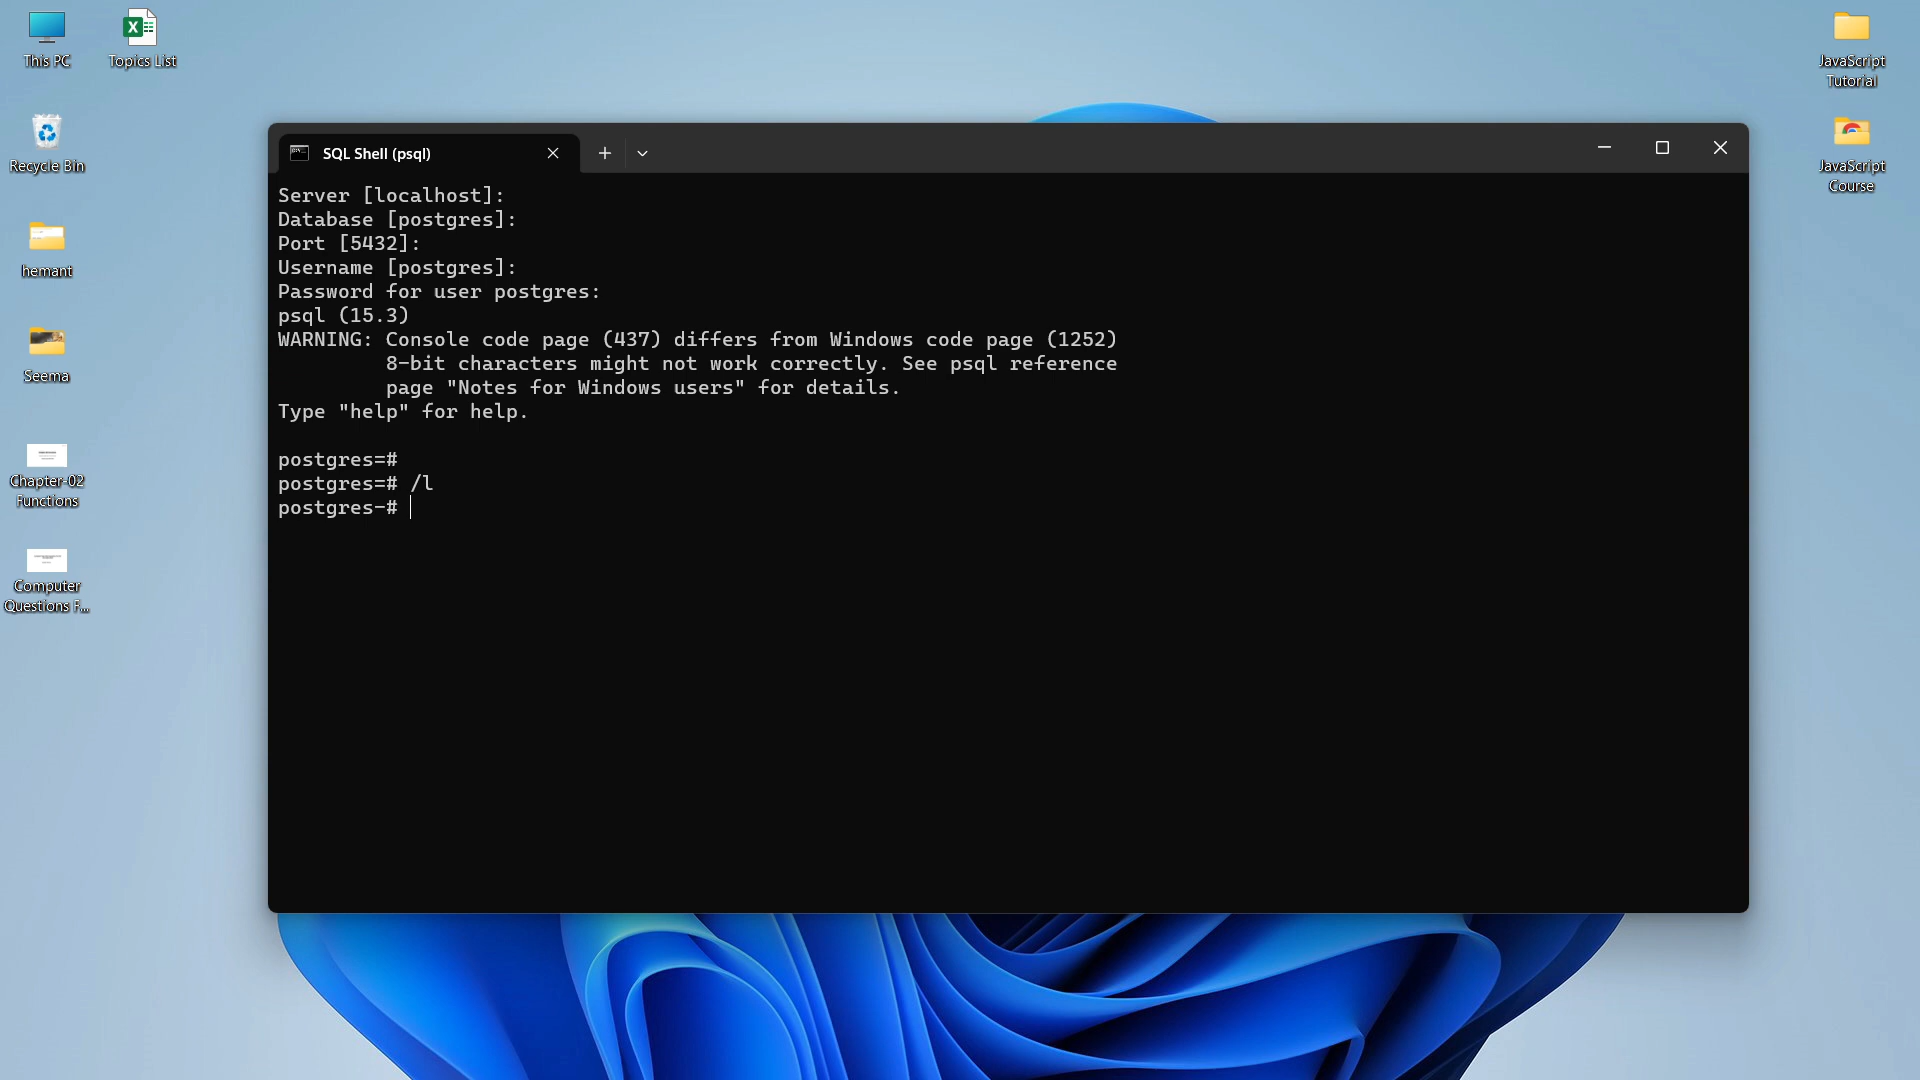 This PC
Topics List
Recycle Bin
hemant
Seema
Chapter-02
Functions
Computer
Questions F...
JavaScript
Tutorial
JavaScript
Course
SQL Shell (psql)
Server [localhost]:
Database [postgres]:
Port [5432]:
Username [postgres]:
Password for user postgres:
psql (15.3)
WARNING: Console code page (437) differs from Windows code page (1252)
8-bit characters might not work correctly. See psql reference
page "Notes for Windows users" for details.
Type "help" for help.
postgres=#
postgres=# /l
postgres-#